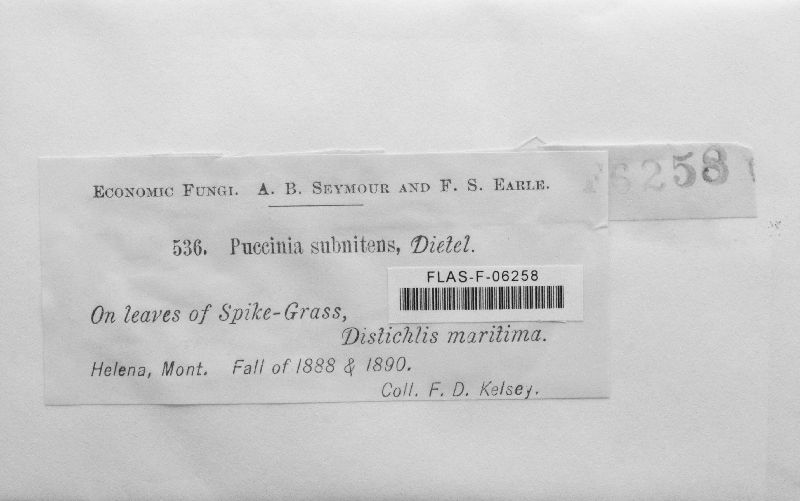 ECONOMIC FUNGI. A. B. SEYMOUR AND F. S. EARLE.
F6258
536. Puccinia subnitens, Dietel.
FLAS-F-06258
On leaves of Spike-Grass,
Distichlis maritima.
Helena, Mont. Fall of 1888 & 1890.
Coll. F. D. Kelsey.